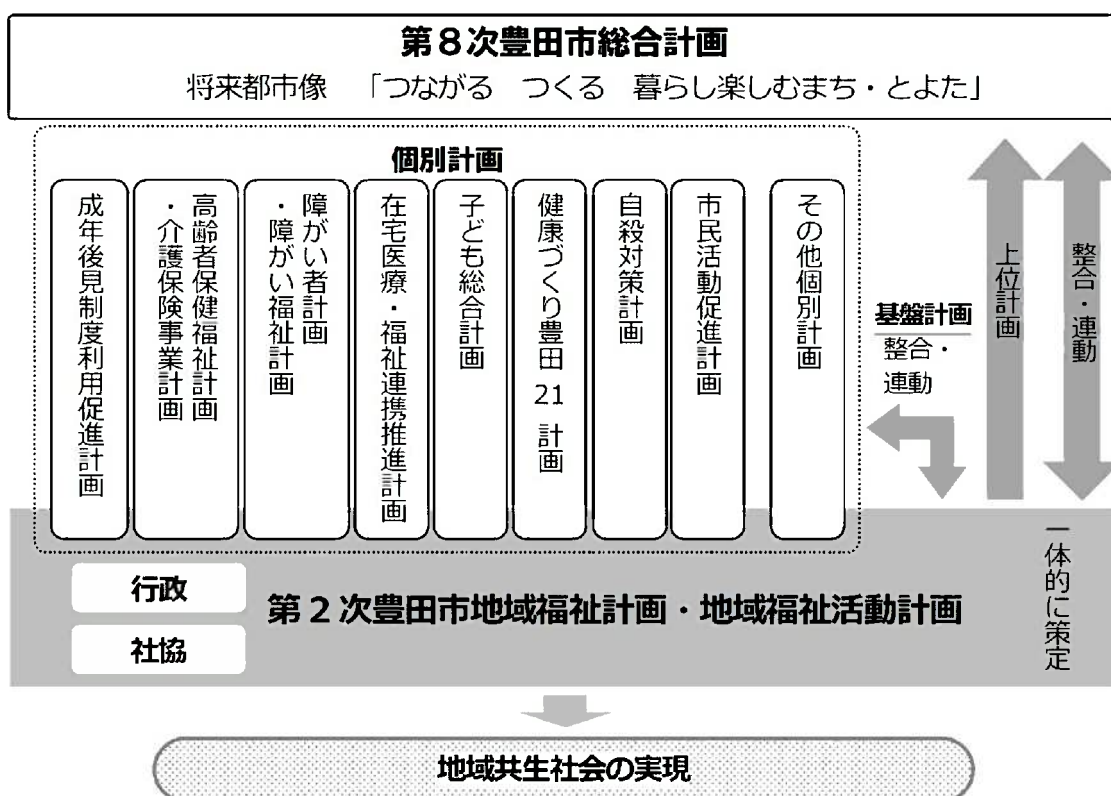 第8次豊田市総合計画
将来都市像 「つながる つくる 暮らし楽しむまち・とよた」
個別計画
成年後見制度利用促進計画
高齢者保健福祉計画
・介護保険事業計画
障がい者計画
・障がい福祉計画
在宅医療・福祉連携推進計画
子ども総合計画
健康づくり豊田21計画
自殺対策計画
市民活動促進計画
その他個別計画
基盤計画
整合・
連動
上位計画
整合・連動
行政
社協
第2次豊田市地域福祉計画・地域福祉活動計画
一体的に策定
地域共生社会の実現